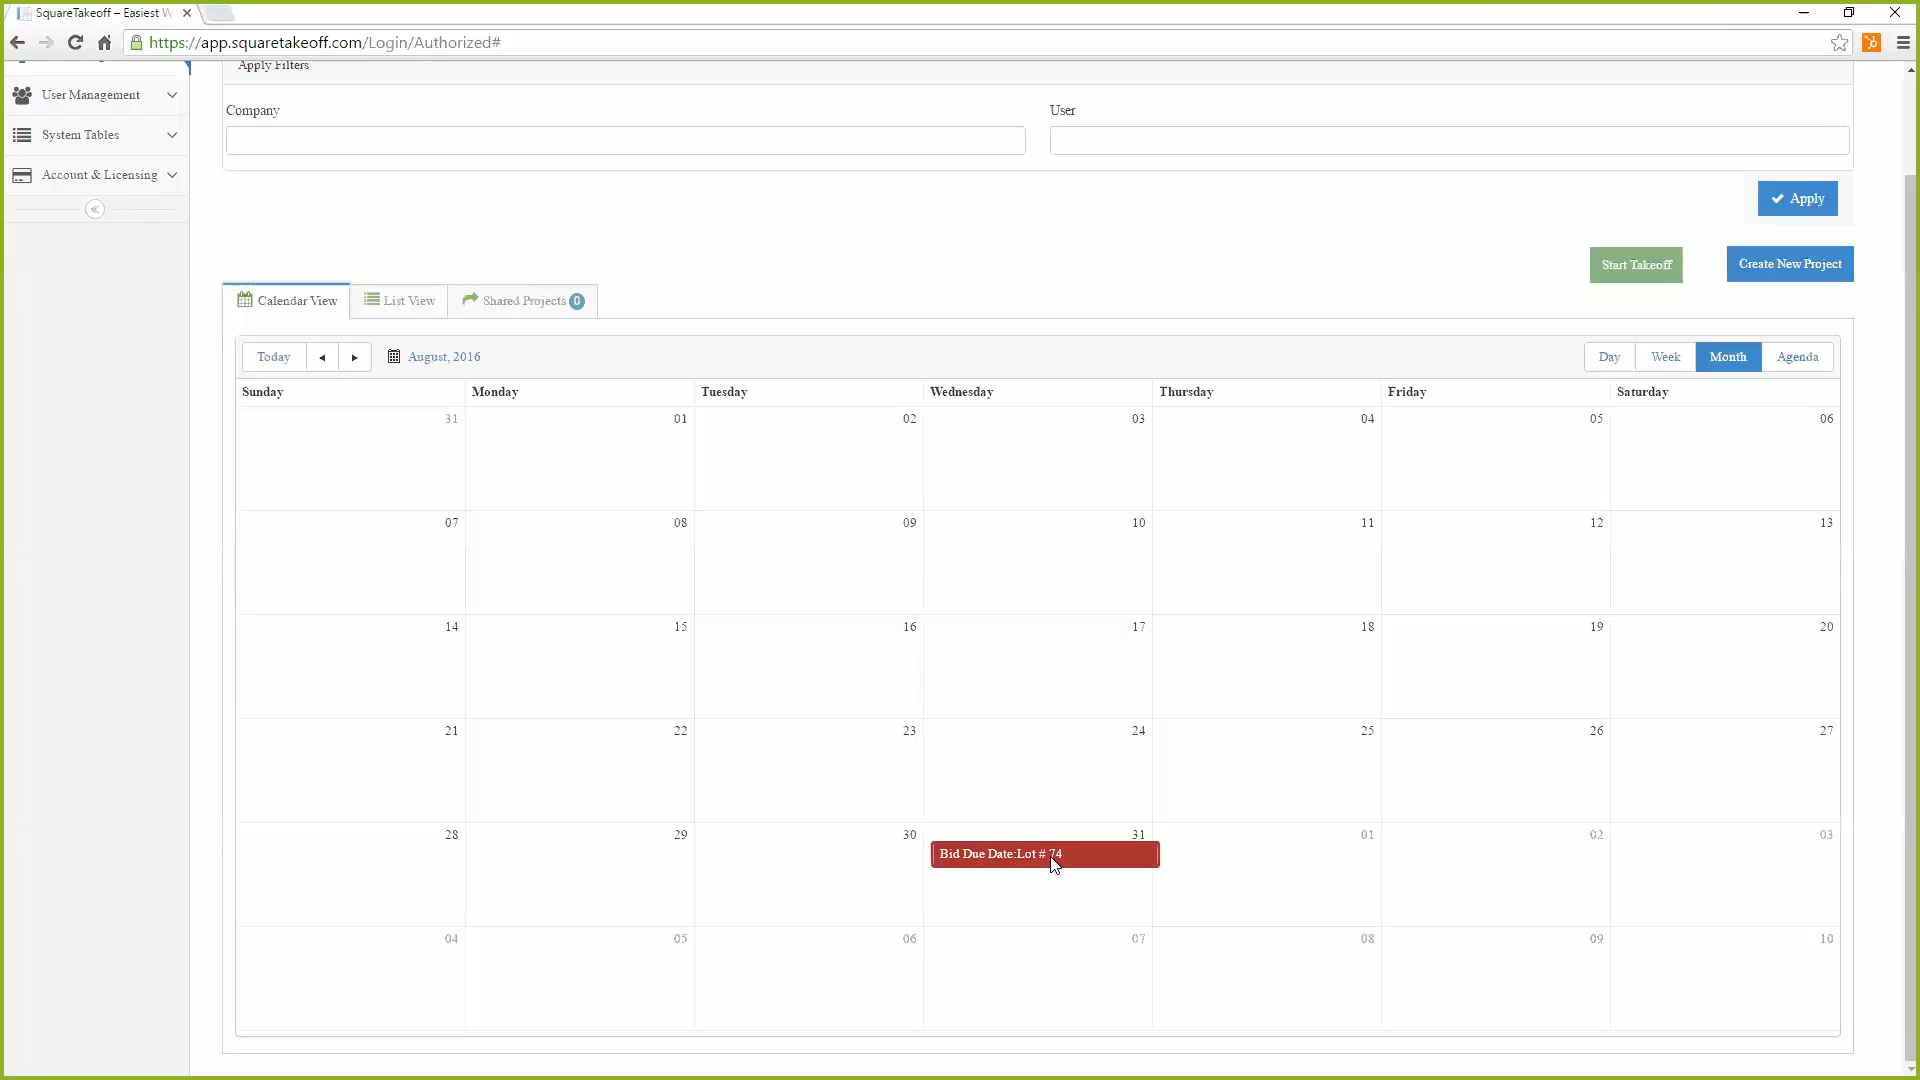 SquareTakeoff – Easiest W
https://app.squaretakeoff.com/Login/Authorized#
Apply Filters
User Management
System Tables
Account & Licensing
Company
User
Apply
Start Takeoff
Create New Project
Calendar View
List View
Shared Projects 0
Today
August, 2016
Day
Week
Month
Agenda
Sunday Monday Tuesday Wednesday Thursday Friday Saturday
31 01 02 03 04 05 06
07 08 09 10 11 12 13
14 15 16 17 18 19 20
21 22 23 24 25 26 27
28 29 30 31 01 02 03
Bid Due Date:Lot # 74
04 05 06 07 08 09 10